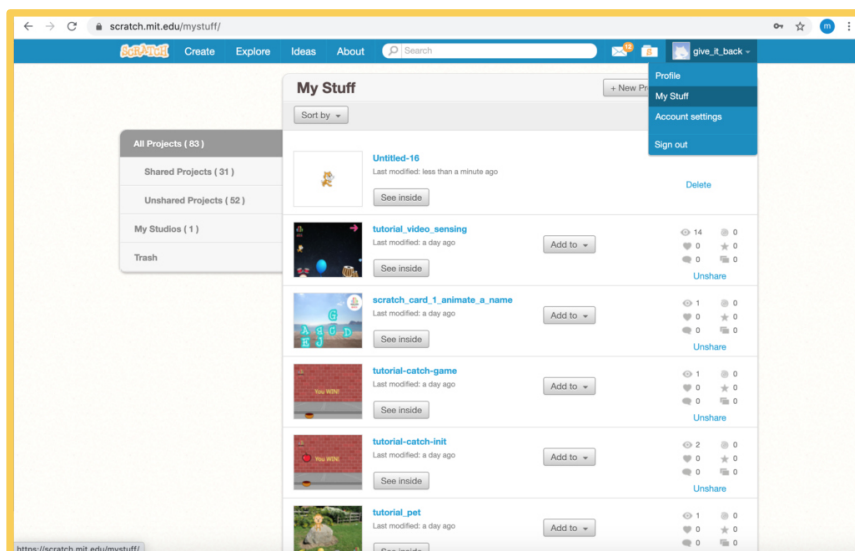 scratch.mit.edu/mystuff/
m
SCRATCH Create Explore Ideas About Search give_it_back
Profile
My Stuff
Account settings
Sign out
My Stuff
+ New
Sort by
All Projects ( 83 )
Shared Projects ( 31 )
Unshared Projects ( 52 )
My Studios ( 1 )
Trash
Untitled-16
Last modified: less than a minute ago
See inside
Delete
tutorial_video_sensing
Last modified: a day ago
See inside
Add to
14 0
0 0
0 0
Unshare
scratch_card_1_animate_a_name
Last modified: a day ago
See inside
Add to
1 0
0 0
0 0
Unshare
G
A B C D
E J
tutorial-catch-game
Last modified: a day ago
See inside
Add to
1 0
0 0
0 0
Unshare
You WIN!
tutorial-catch-init
Last modified: a day ago
See inside
Add to
2 0
0 0
0 0
Unshare
You WIN!
tutorial_pet
Last modified: a day ago
See inside
Add to
1 0
0 0
0 0
https://scratch.mit.edu/mystuff/